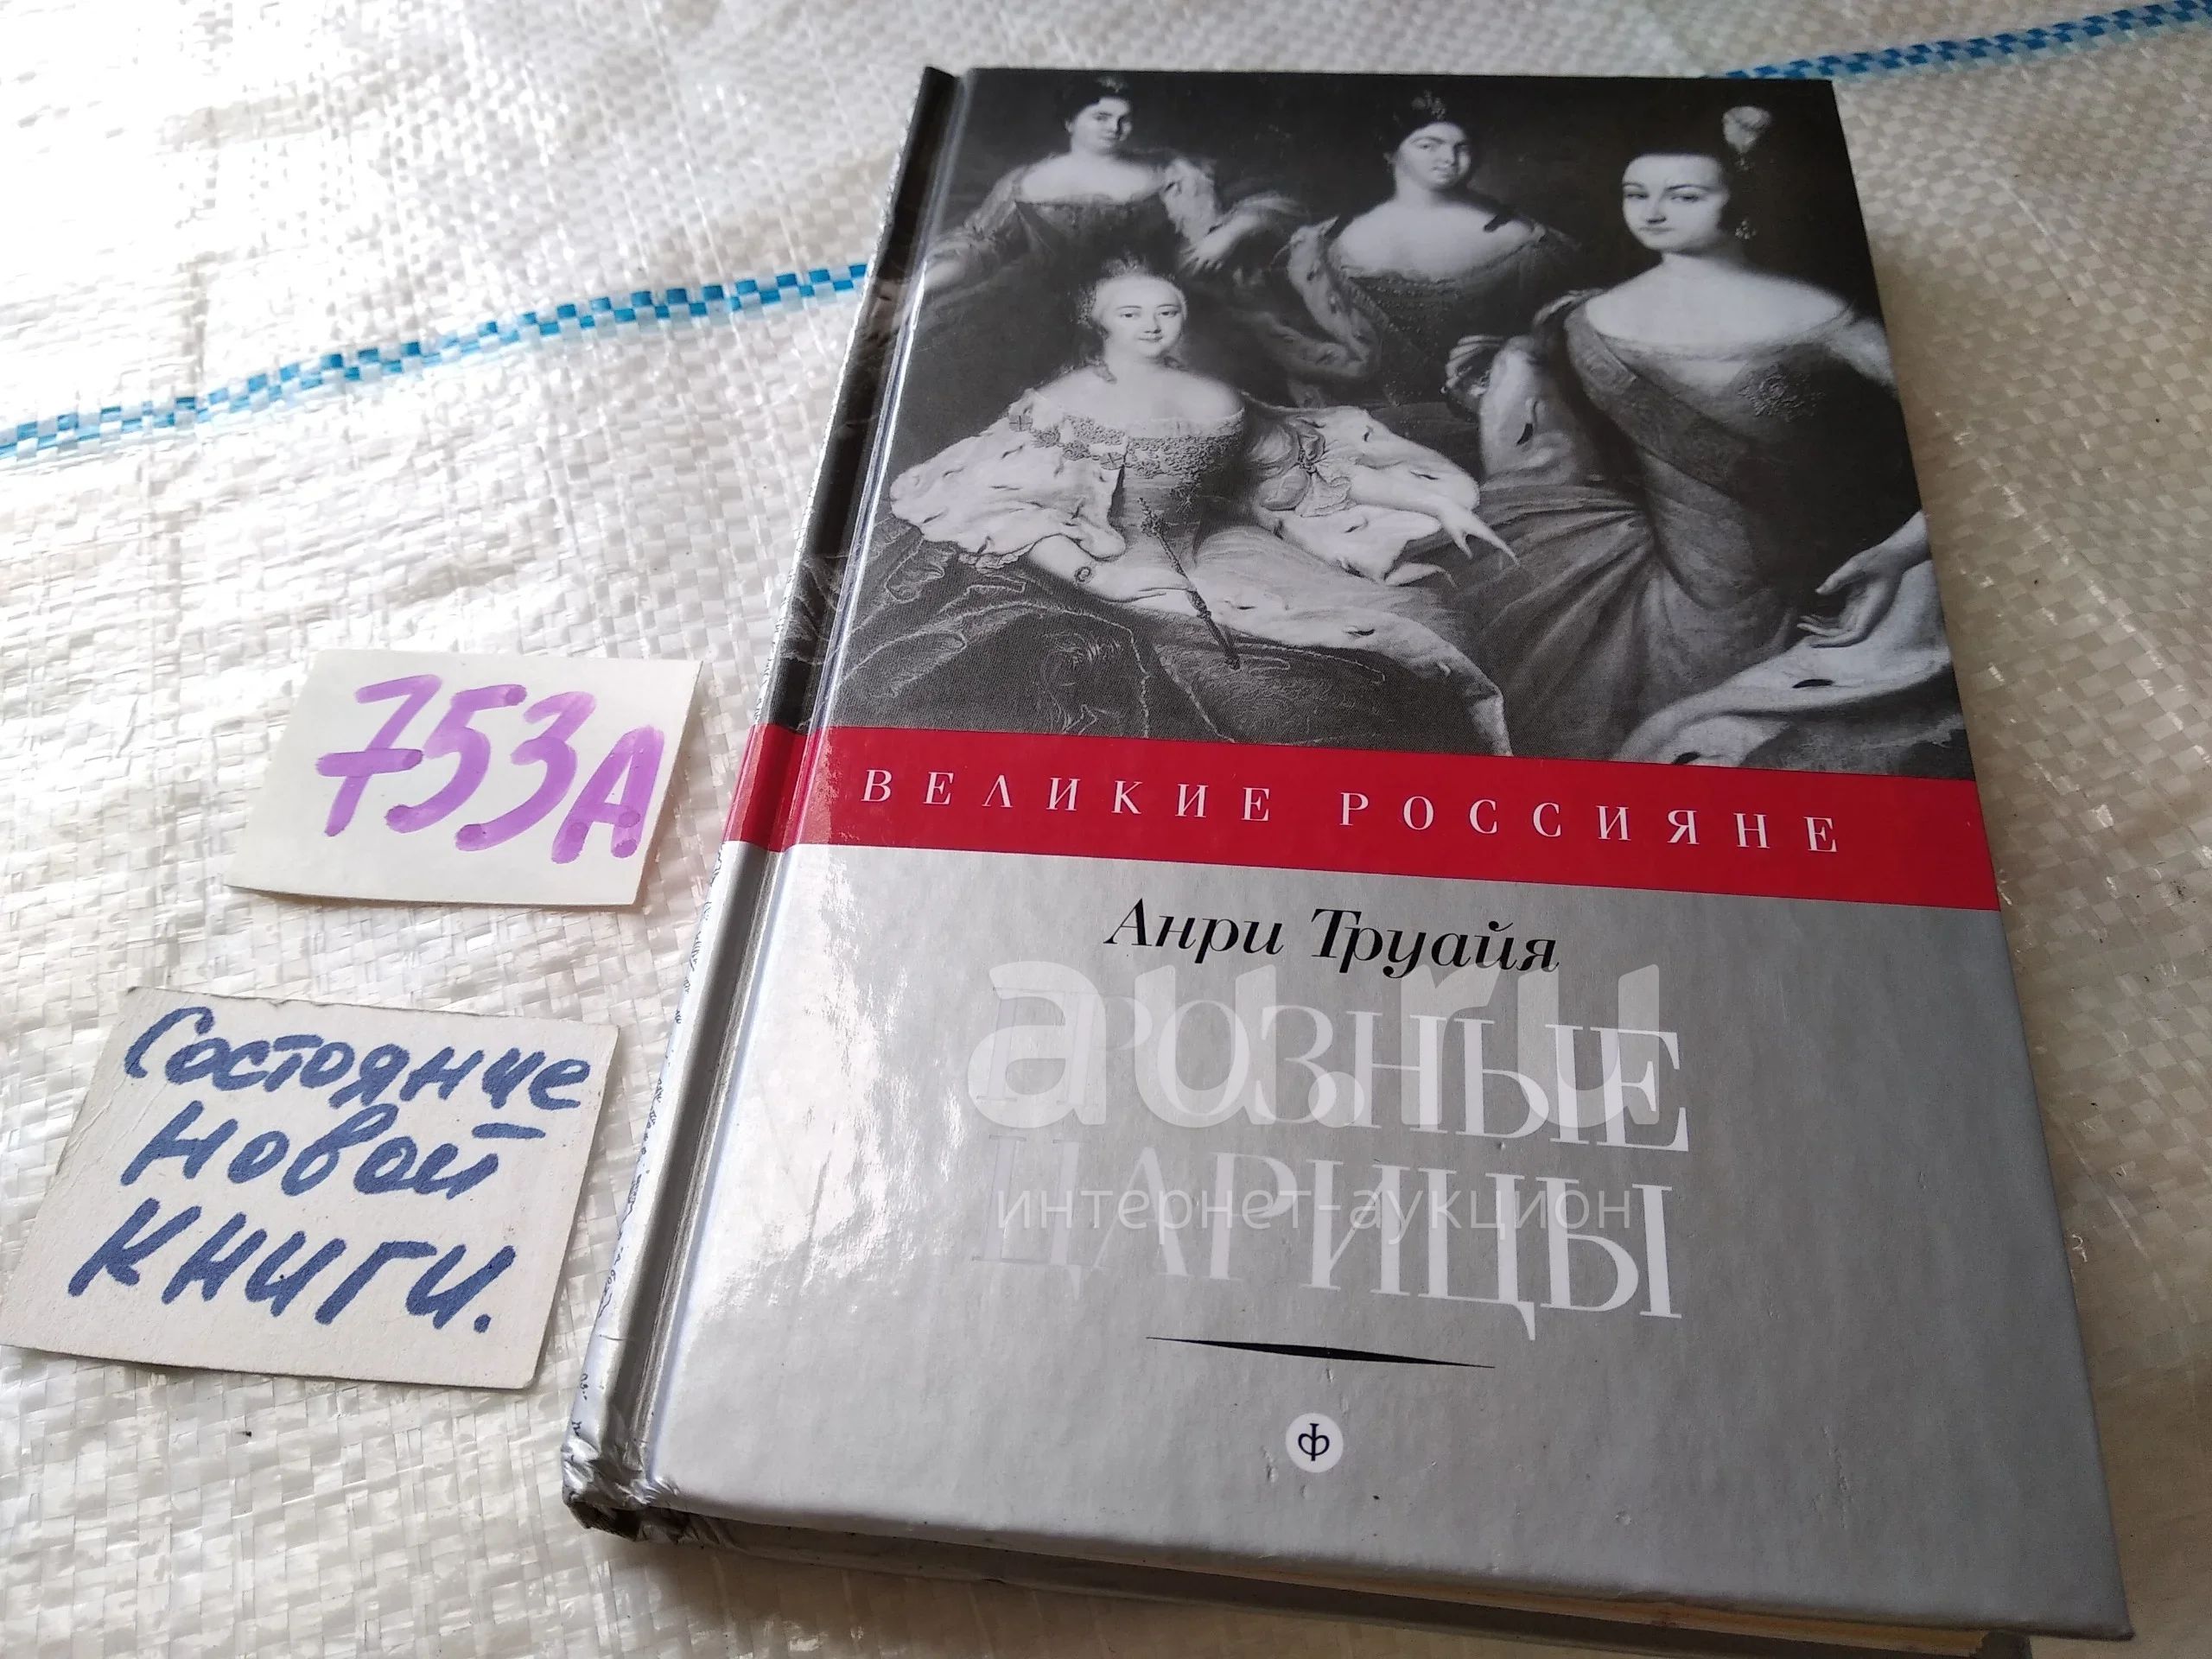 ВЕЛИКИЕ РОССИЯНЕ
Анри Труайя
ГРОЗНЫЕ
ЦАРИЦЫ
Ф
753А
Состояние
новой
книги.
au.ru
интернет-аукцион